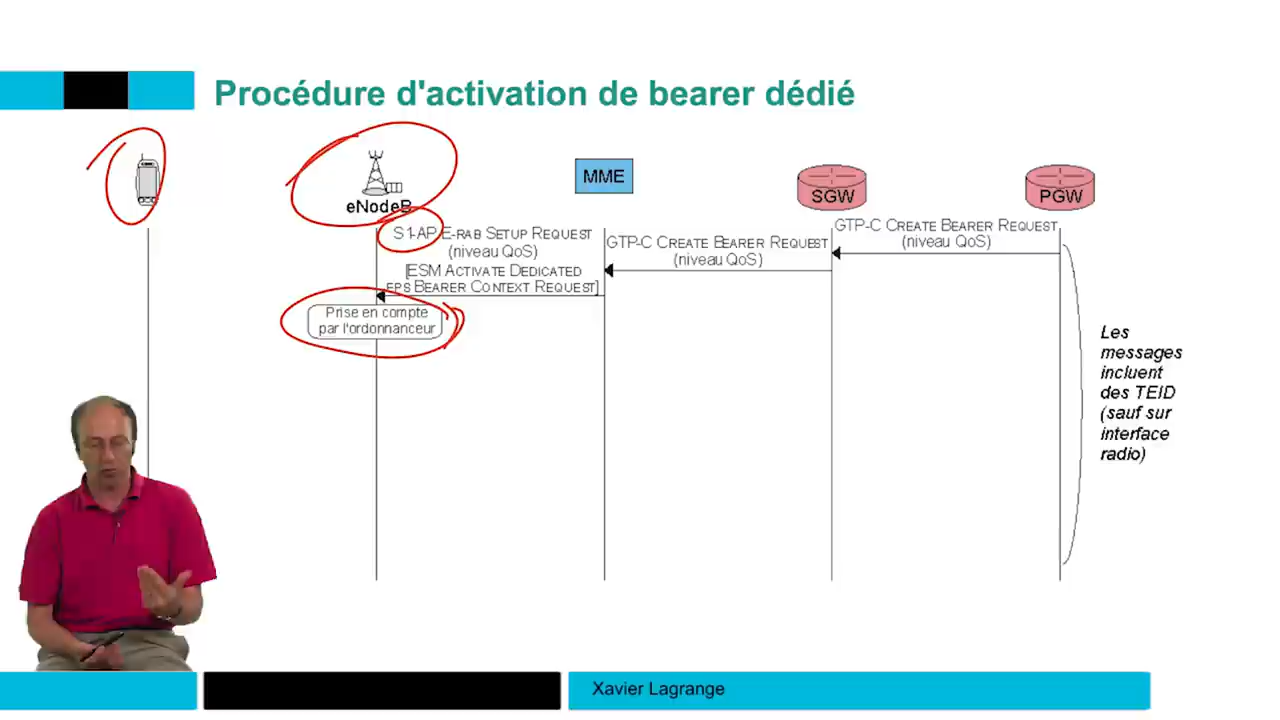 Procédure d'activation de bearer dédié
eNodeB
MME
SGW
PGW
S1-AP E-RAB SETUP REQUEST
(niveau QoS)
[ESM ACTIVATE DEDICATED
EPS BEARER CONTEXT REQUEST]
GTP-C CREATE BEARER REQUEST
(niveau QoS)
GTP-C CREATE BEARER REQUEST
(niveau QoS)
Prise en compte
par l'ordonnanceur
Les
messages
incluent
des TEID
(sauf sur
interface
radio)
Xavier Lagrange